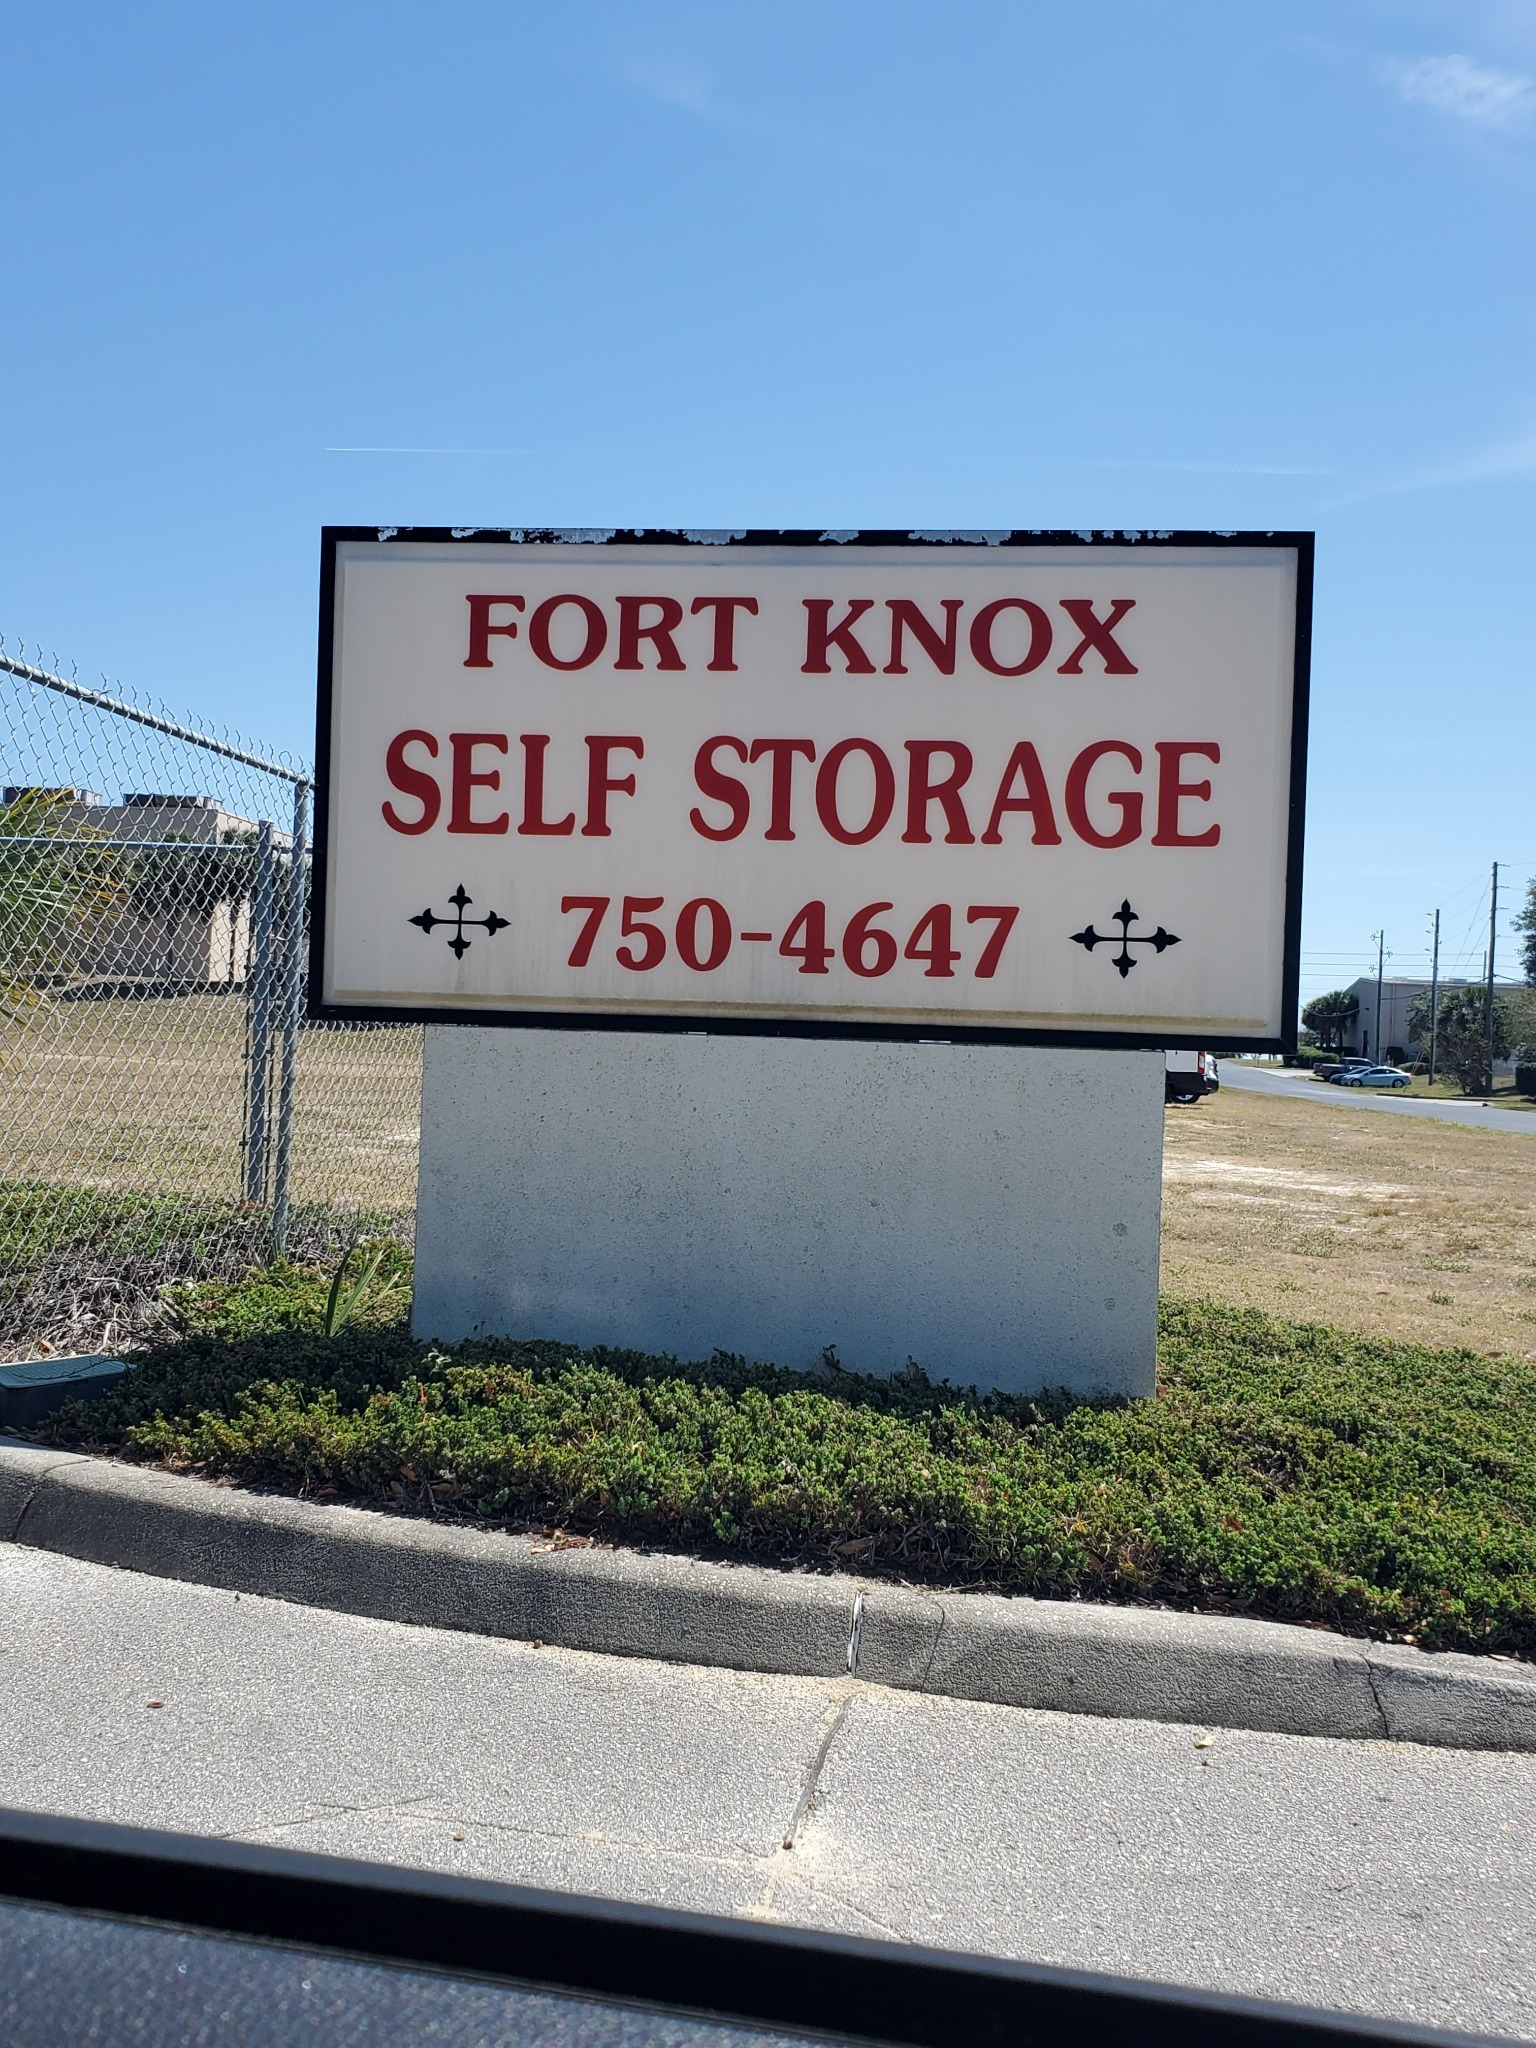 FORT KNOX
SELF STORAGE
750-4647